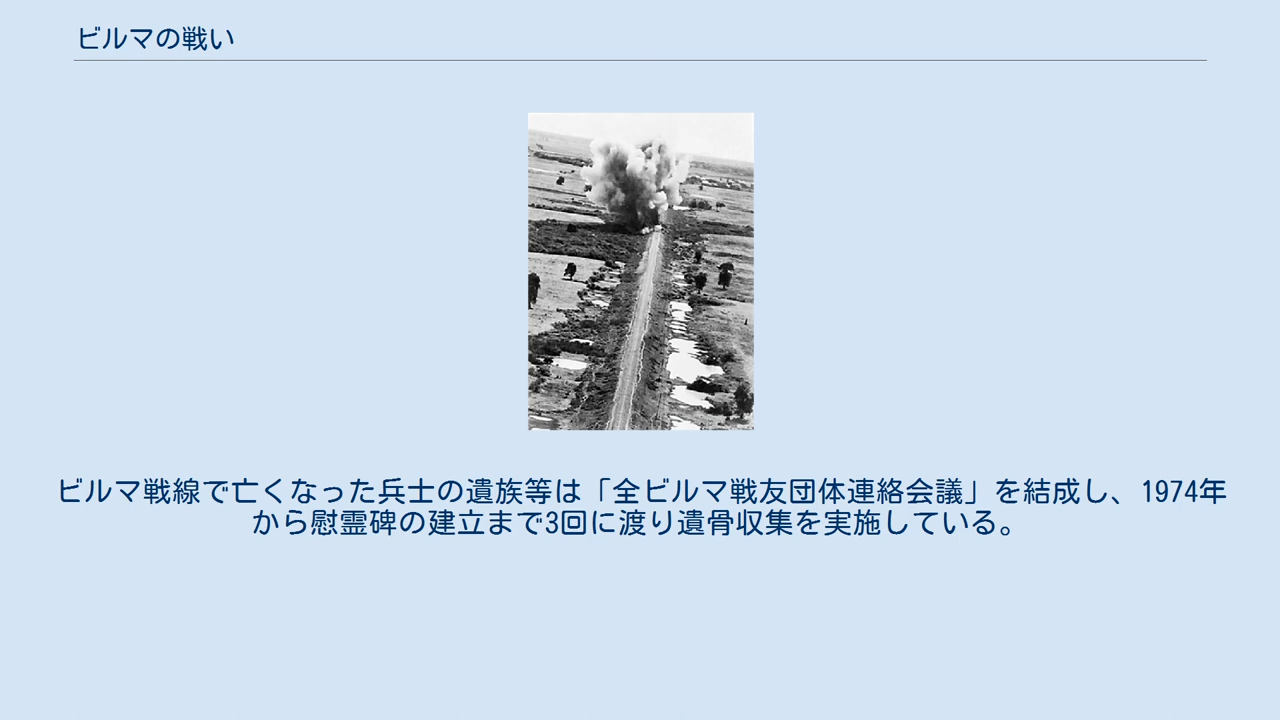 ビルマの戦い
ビルマ戦線で亡くなった兵士の遺族等は「全ビルマ戦友団体連絡会議」を結成し、1974年
から慰霊碑の建立まで3回に渡り遺骨収集を実施している。